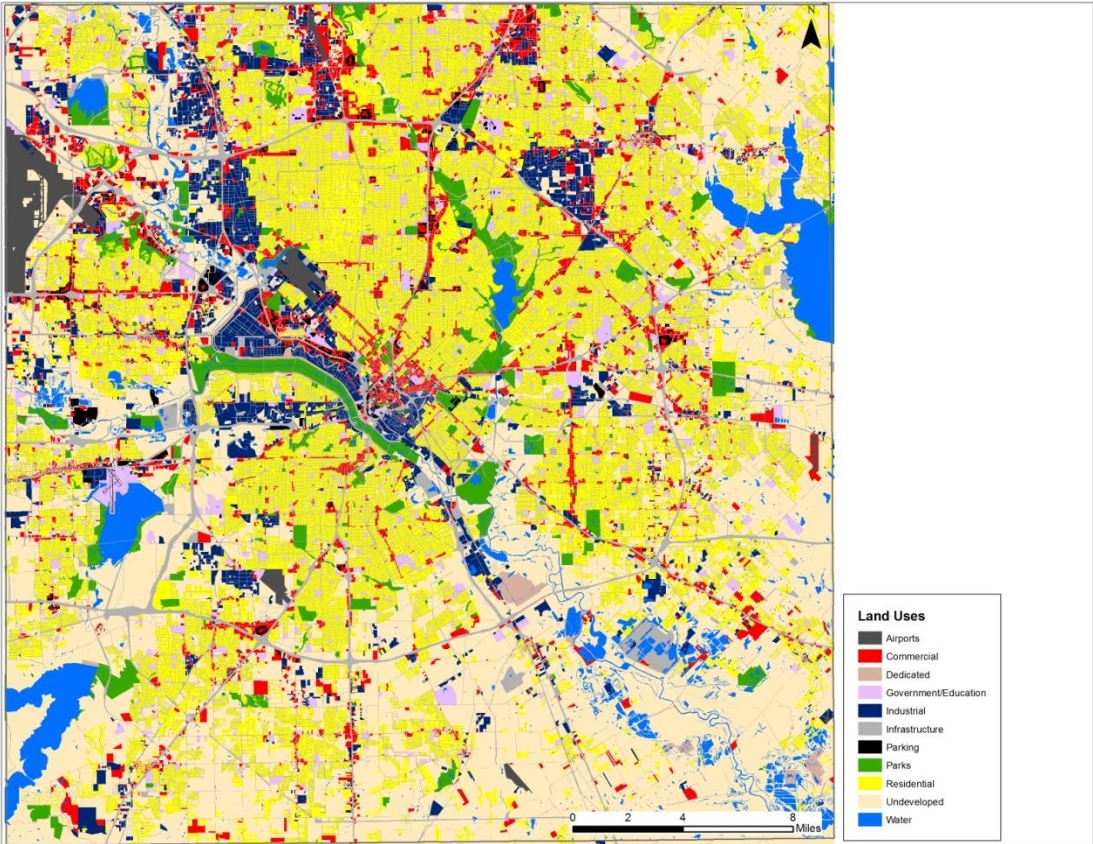 N
Land Uses
Airports
Commercial
Dedicated
Government/Education
Industrial
Infrastructure
Parking
Parks
Residential
Undeveloped
Water
0 2 4 8
Miles